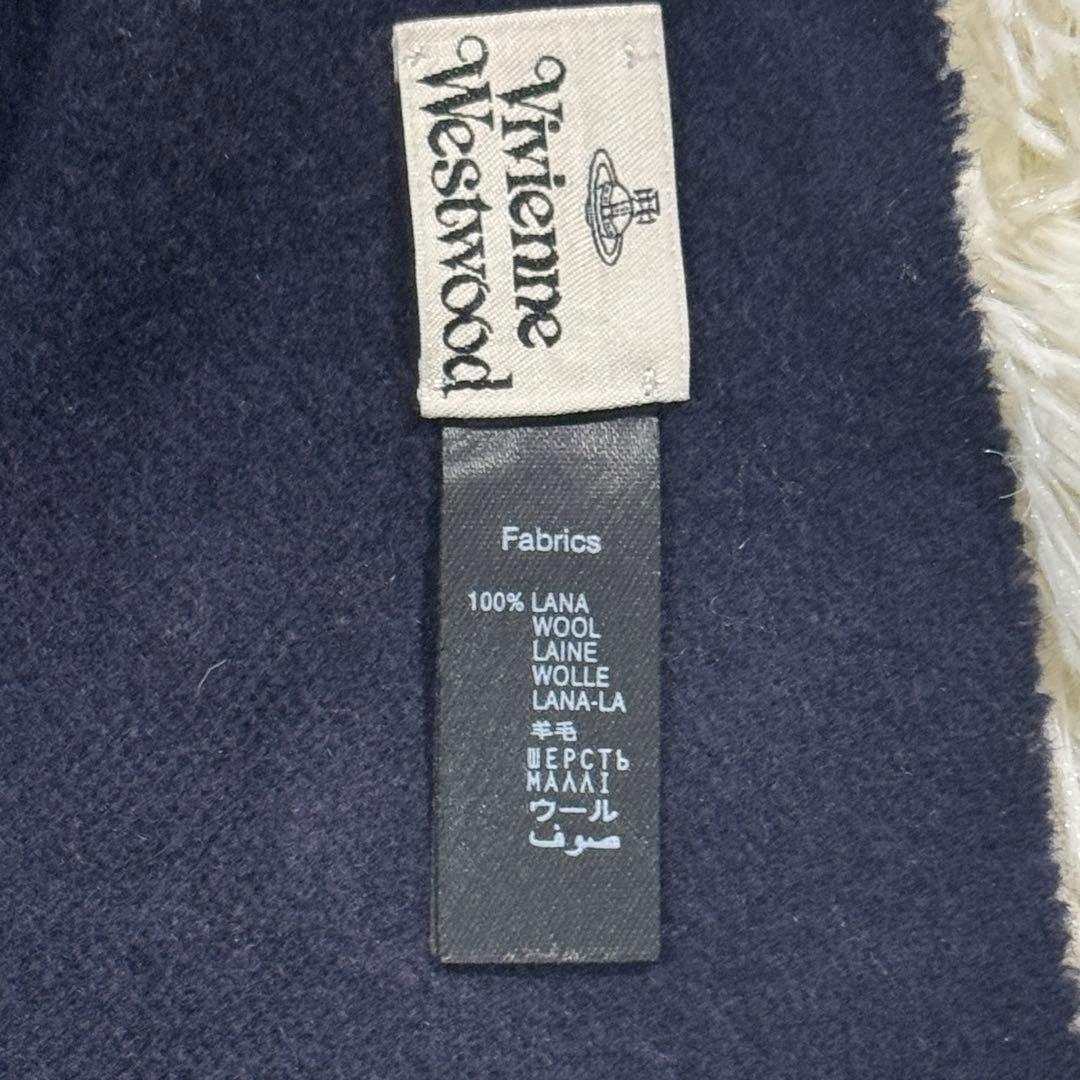 Vivienne
Westwood
Fabrics
100% LANA
WOOL
LAINE
WOLLE
LANA-LA
羊毛
ШЕРСТЬ
ΜΑΛΛΙ
ウール
صوف